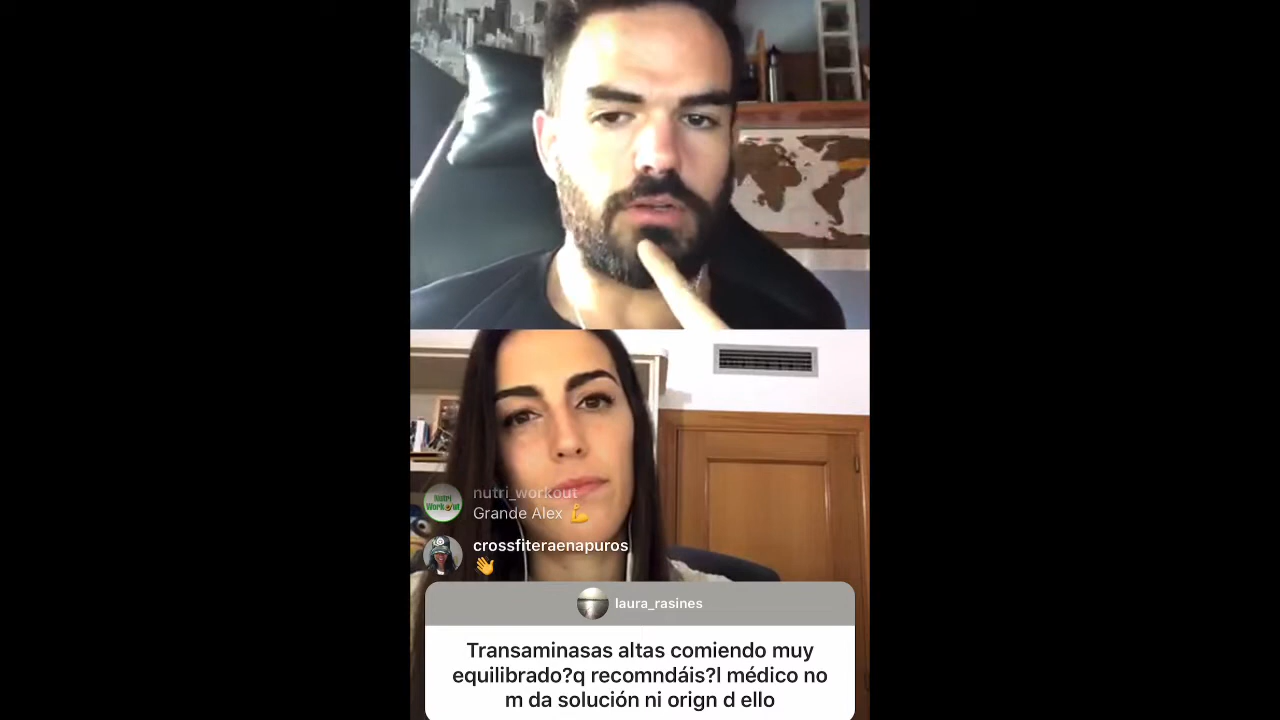 nutri_workout
Grande Alex 💪
crossfiteraenapuros
👋
laura_rasines
Transaminasas altas comiendo muy
equilibrado?q recomndáis?l médico no
m da solución ni orign d ello